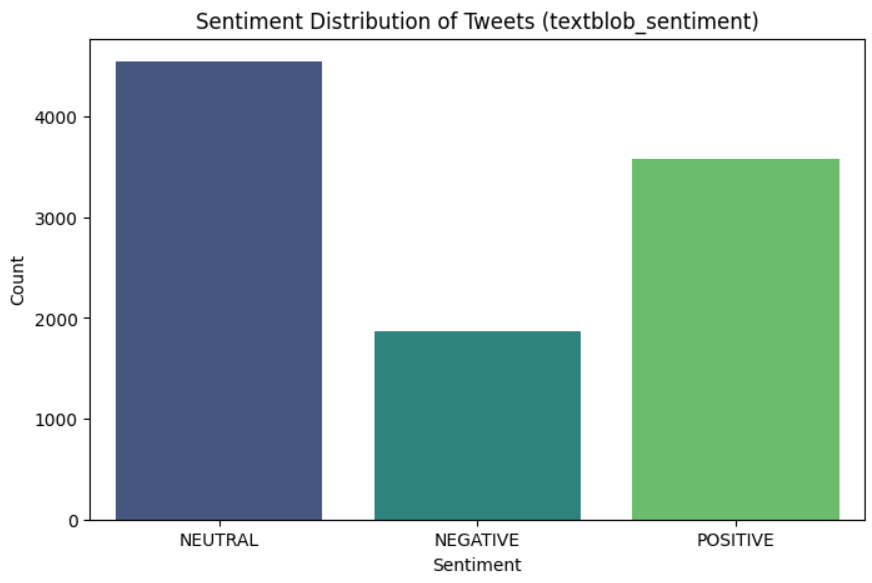 Sentiment Distribution of Tweets (textblob_sentiment)
Count
4000
3000
2000
1000
0
NEUTRAL NEGATIVE POSITIVE
Sentiment